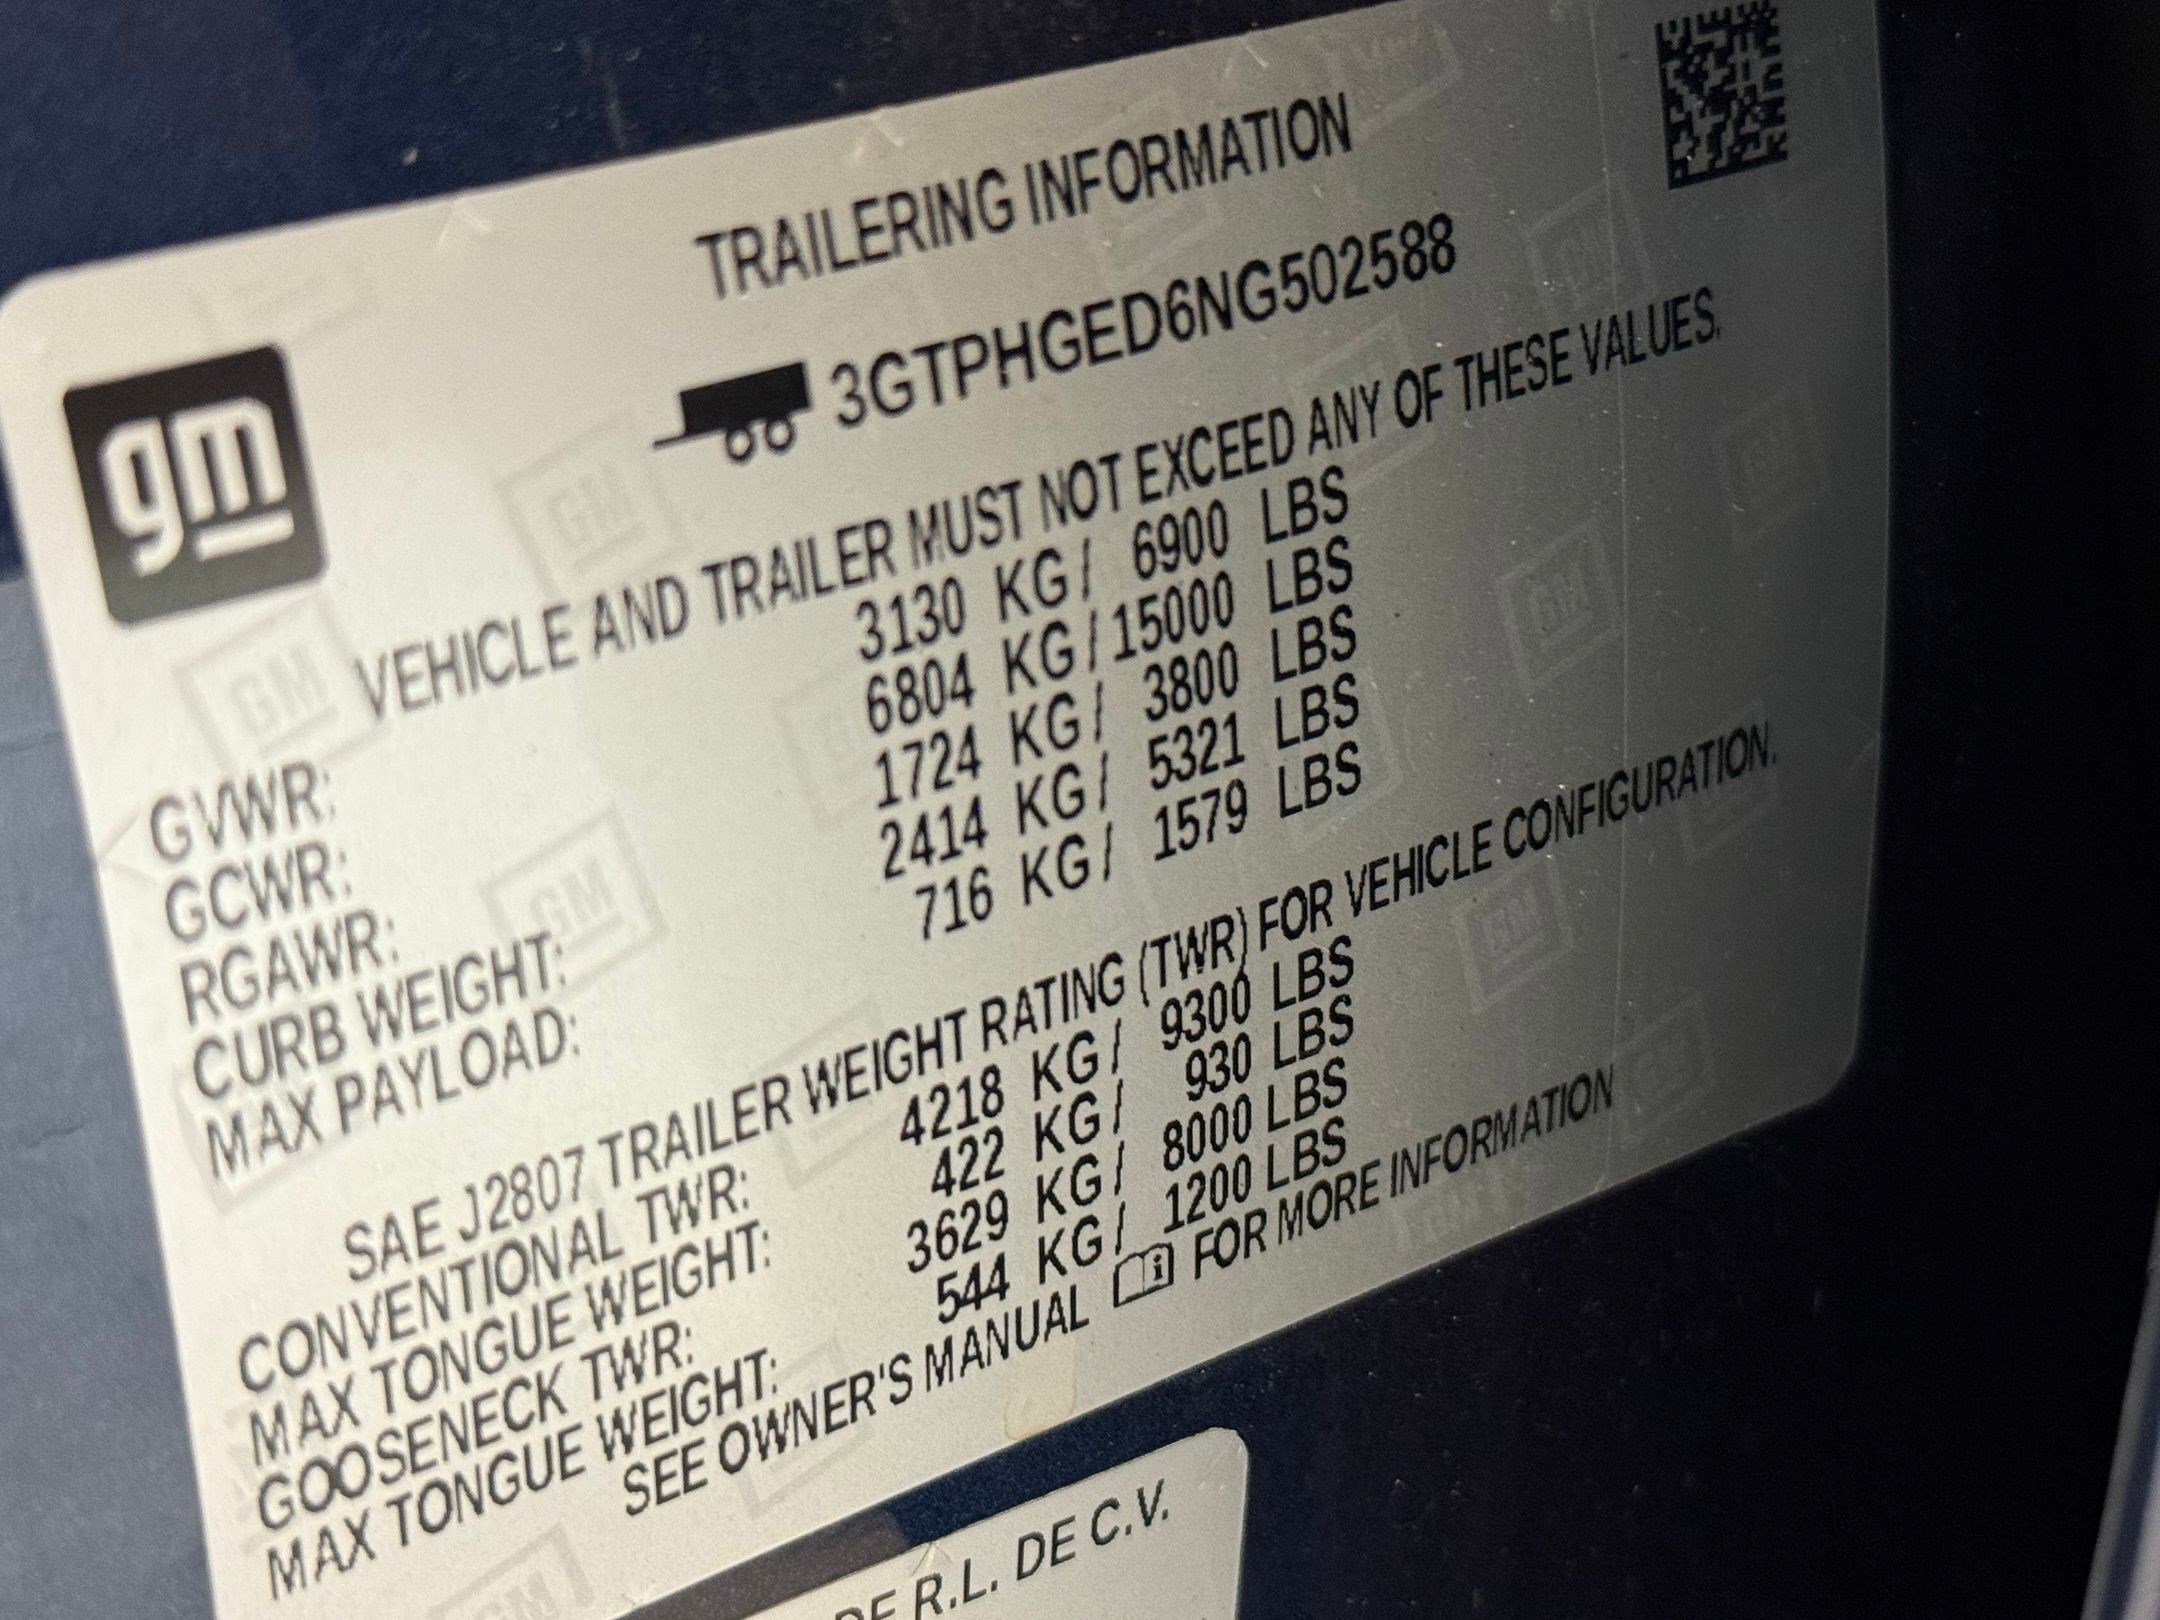 TRAILERING INFORMATION
3GTPHGED6NG502588
gm
VEHICLE AND TRAILER MUST NOT EXCEED ANY OF THESE VALUES.
GVWR: 3130 KG / 6900 LBS
GCWR: 6804 KG / 15000 LBS
RGAWR: 1724 KG / 3800 LBS
CURB WEIGHT: 2414 KG / 5321 LBS
MAX PAYLOAD: 716 KG / 1579 LBS
SAE J2807 TRAILER WEIGHT RATING (TWR) FOR VEHICLE CONFIGURATION.
CONVENTIONAL TWR: 4218 KG / 9300 LBS
MAX TONGUE WEIGHT: 422 KG / 930 LBS
GOOSENECK TWR: 3629 KG / 8000 LBS
MAX TONGUE WEIGHT: 544 KG / 1200 LBS
SEE OWNER'S MANUAL FOR MORE INFORMATION
DE R.L. DE C.V.